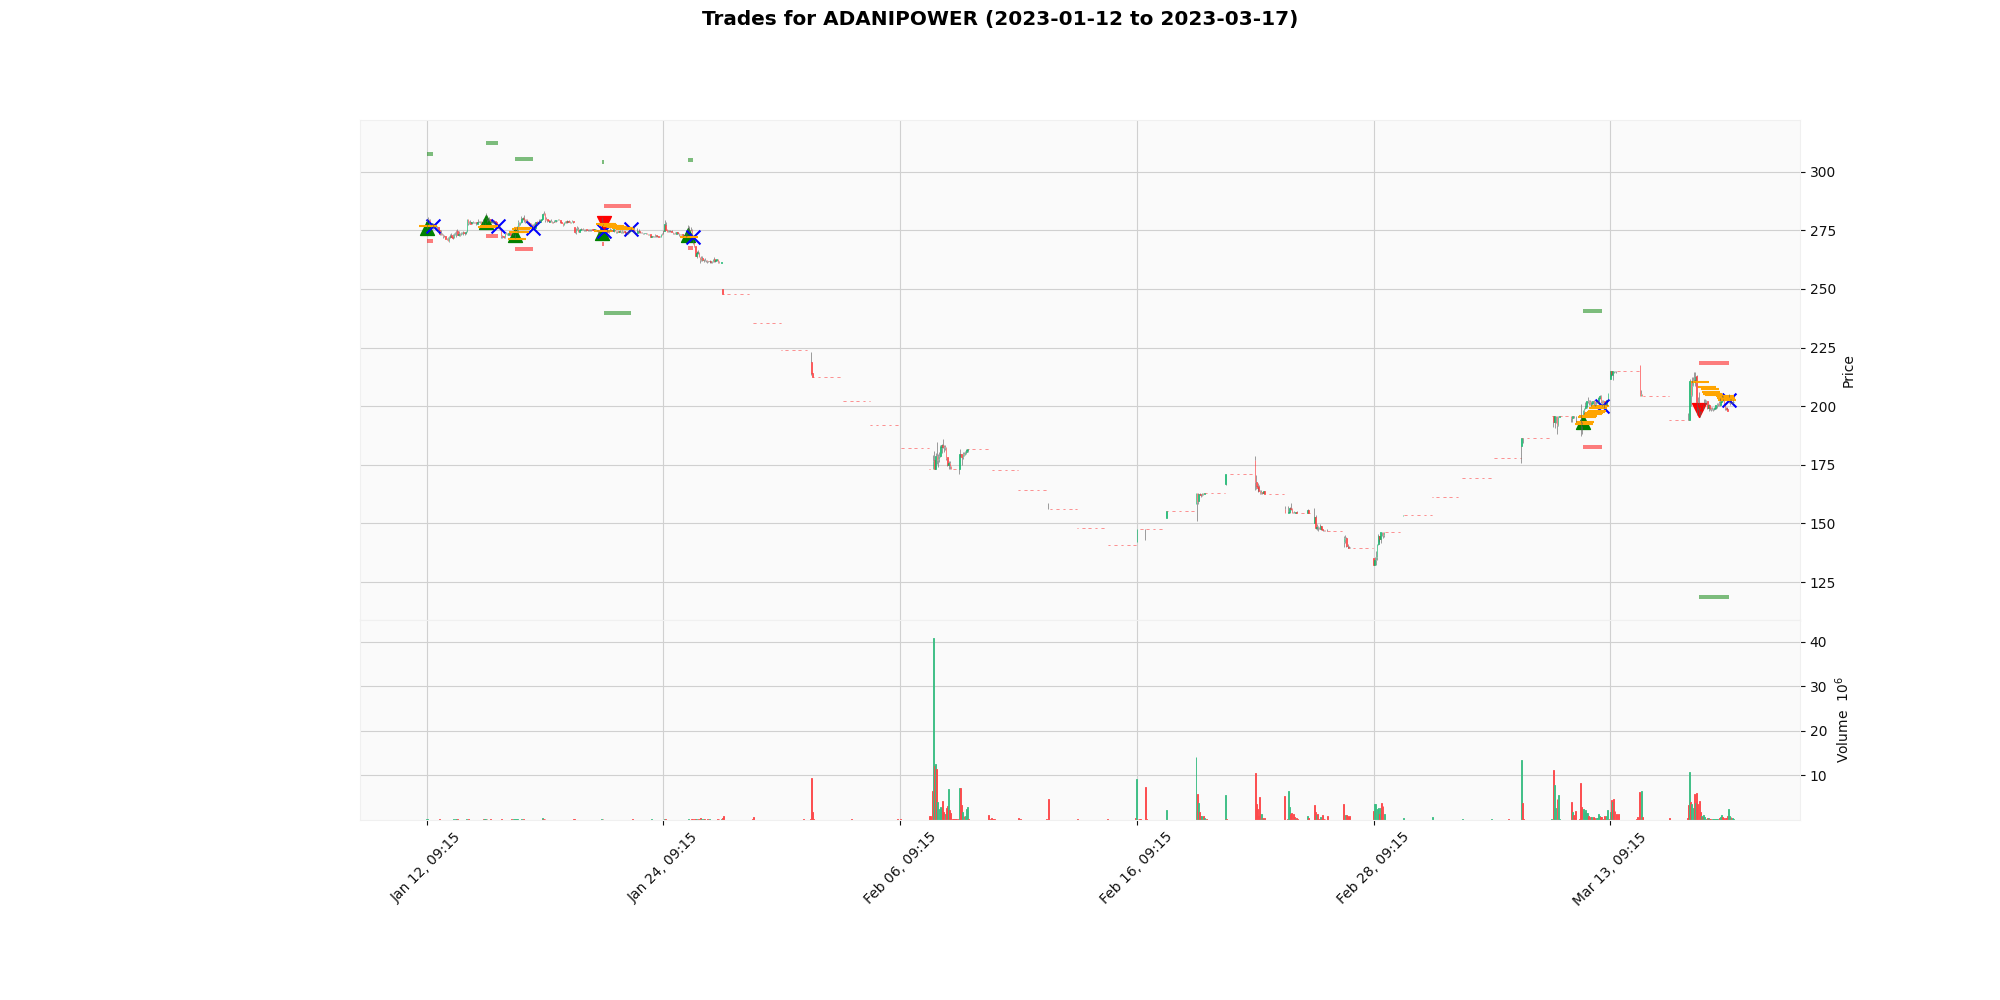 Trades for ADANIPOWER (2023-01-12 to 2023-03-17)
300
275
250
225
200
175
150
125
Price
40
30
20
10
Volume 10^6
Jan 12, 09:15
Jan 24, 09:15
Feb 06, 09:15
Feb 16, 09:15
Feb 28, 09:15
Mar 13, 09:15